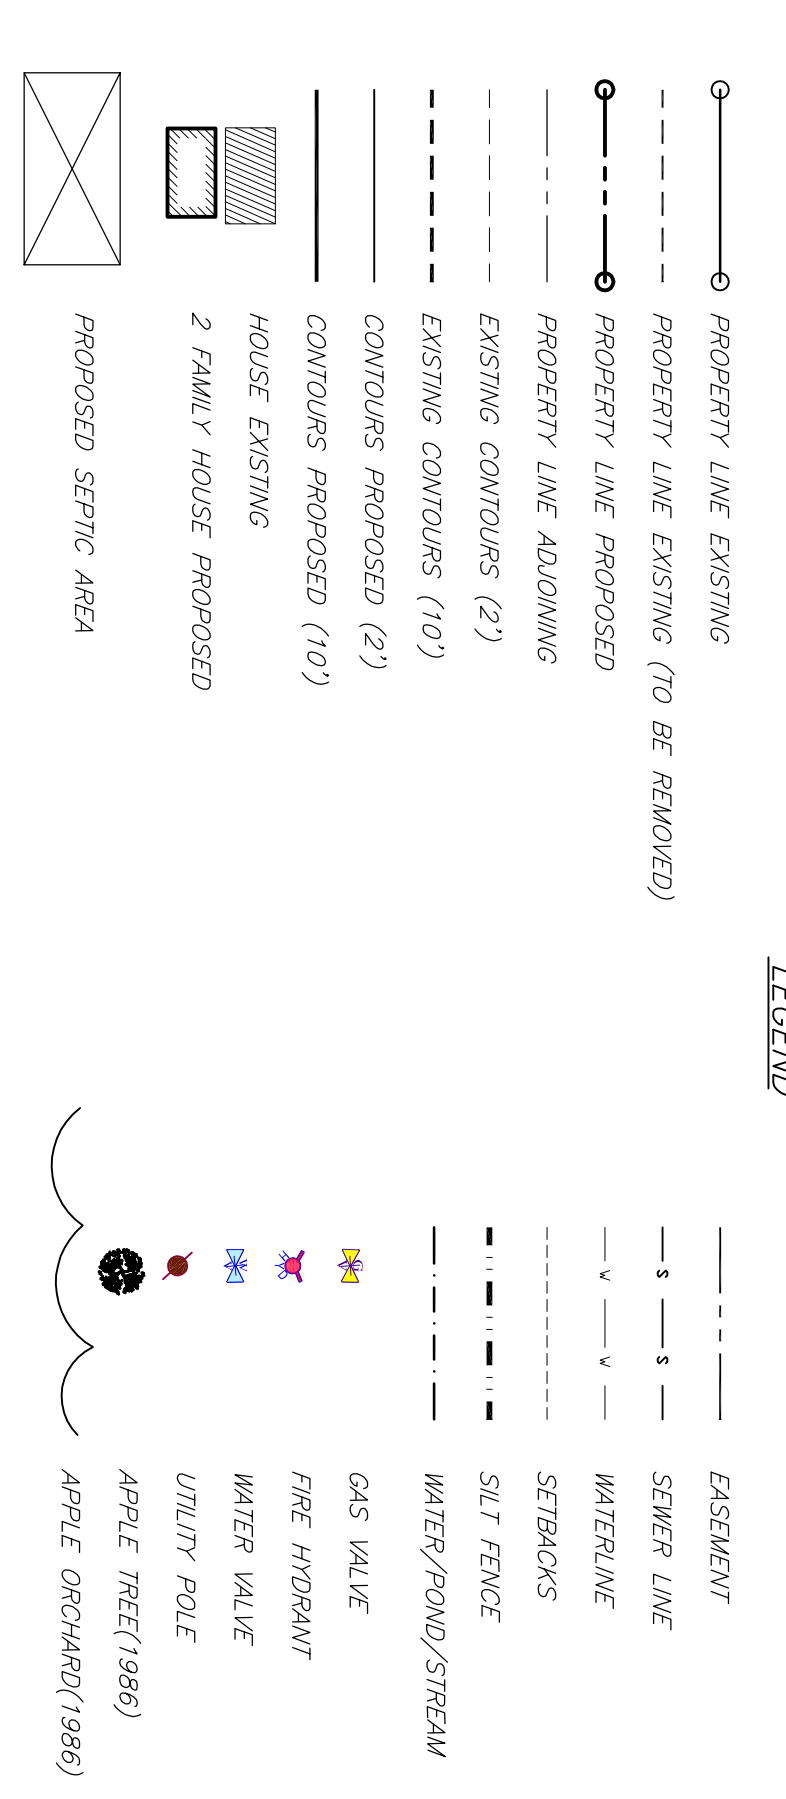 LEGEND
PROPERTY LINE EXISTING
PROPERTY LINE EXISTING (TO BE REMOVED)
PROPERTY LINE PROPOSED
PROPERTY LINE ADJOINING
EXISTING CONTOURS (2')
EXISTING CONTOURS (10')
CONTOURS PROPOSED (2')
CONTOURS PROPOSED (10')
HOUSE EXISTING
2 FAMILY HOUSE PROPOSED
PROPOSED SEPTIC AREA
EASEMENT
S S
SEWER LINE
W W
WATERLINE
SETBACKS
SILT FENCE
WATER/POND/STREAM
GAS VALVE
FIRE HYDRANT
WATER VALVE
UTILITY POLE
APPLE TREE(1986)
APPLE ORCHARD(1986)